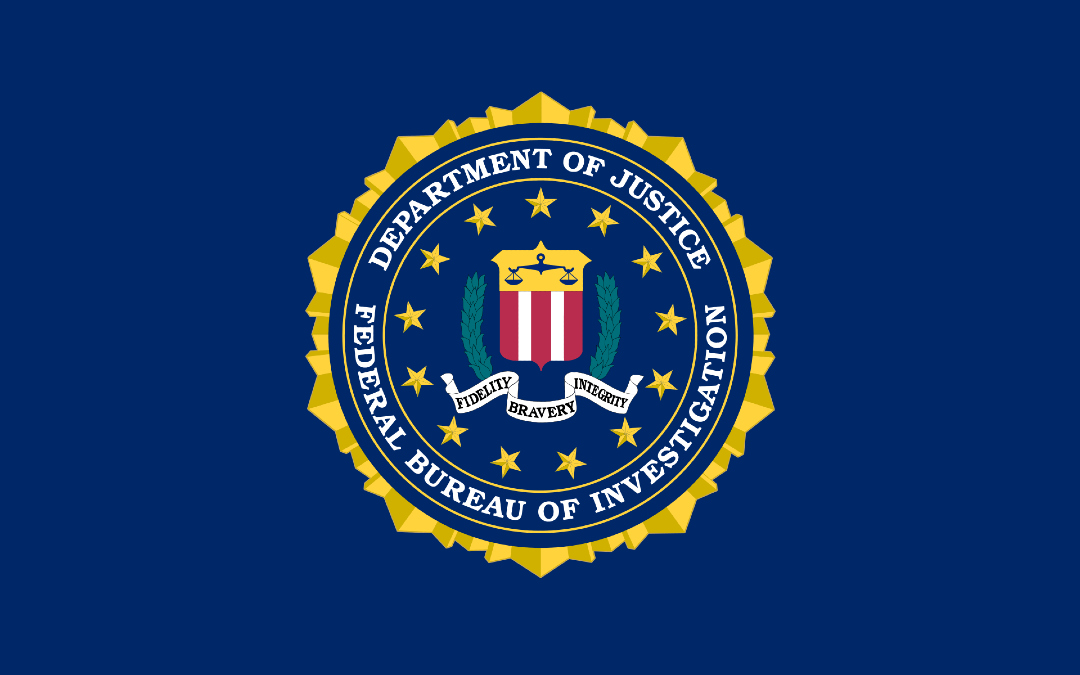 DEPARTMENT OF JUSTICE
FIDELITY
BRAVERY
INTEGRITY
FEDERAL BUREAU OF INVESTIGATION